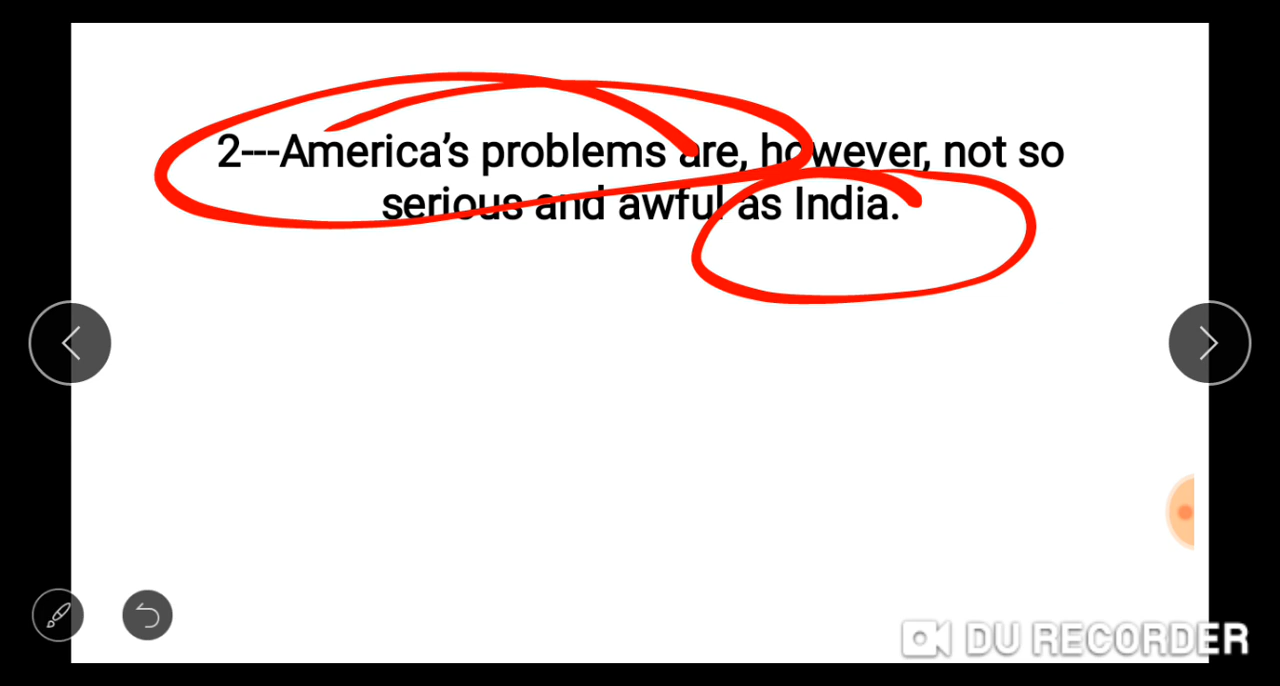 2---America's problems are, however, not so
serious and awful as India.
DU RECORDER